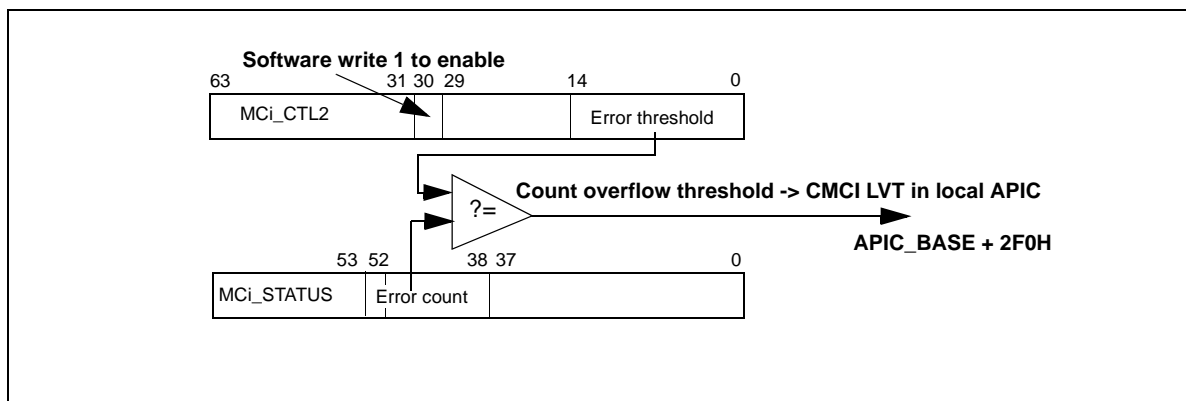 Software write 1 to enable
63 31 30 29 14 0
MCi_CTL2 Error threshold
Count overflow threshold -> CMCI LVT in local APIC
?=
APIC_BASE + 2F0H
53 52 38 37 0
MCi_STATUS Error count